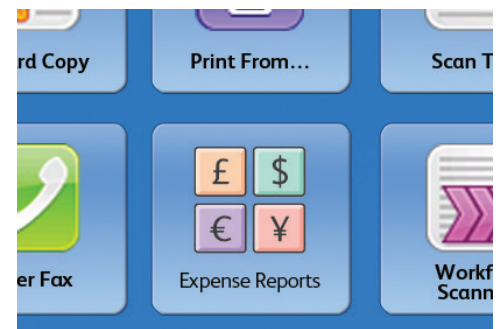 rd Copy
Print From...
Scan T
£
$
€
¥
er Fax
Expense Reports
Workf
Scann